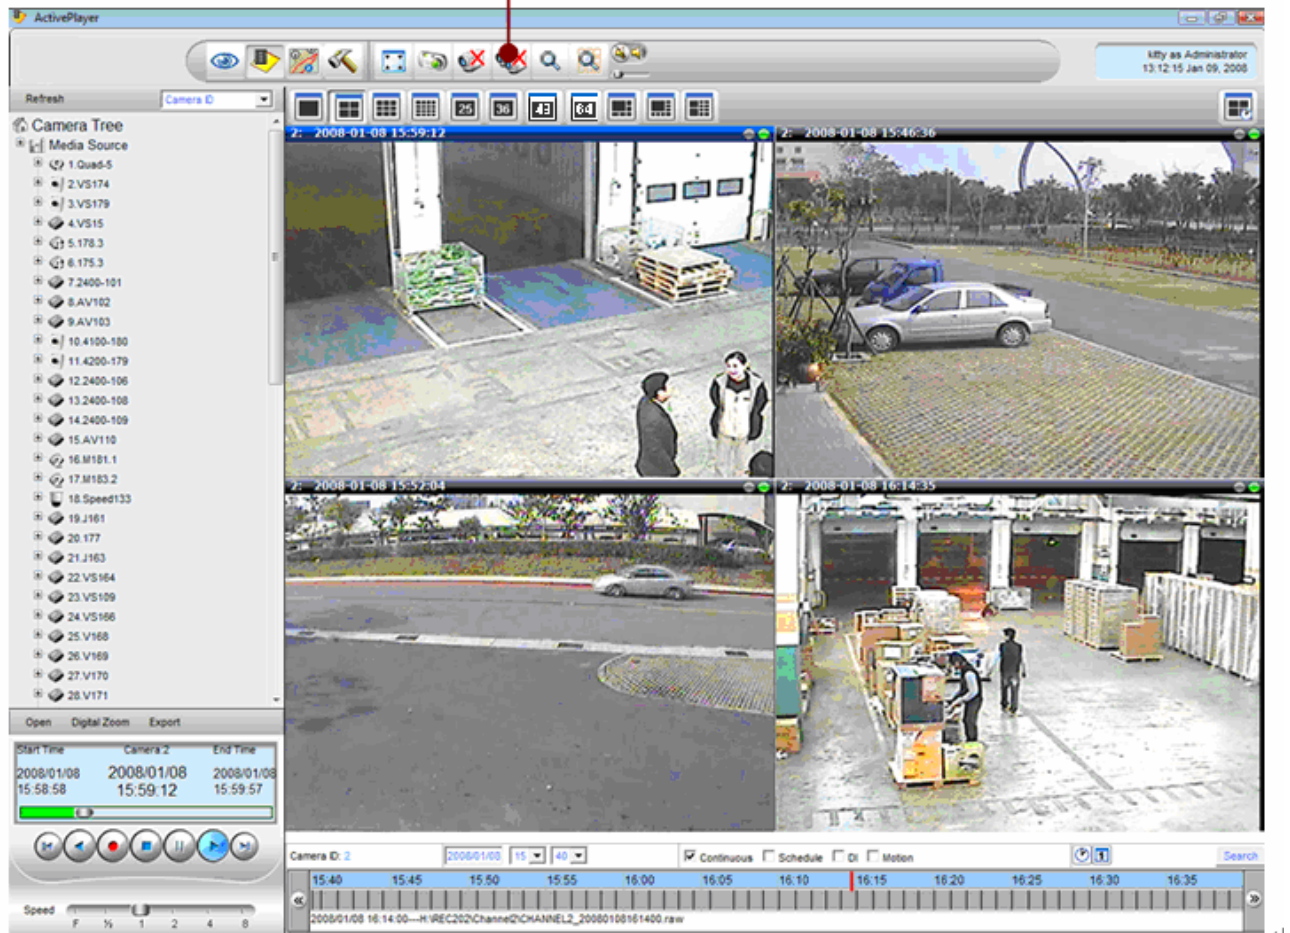 ActivePlayer
kitty as Administrator
13:12:15 Jan 09, 2008
Refresh
Camera ID
25
36
43
64
Camera Tree
Media Source
1.Quad-5
2.VS174
3.VS179
4.VS15
5.178.3
6.175.3
7.2400-101
8.AV102
9.AV103
10.4100-180
11.4200-179
12.2400-106
13.2400-108
14.2400-109
15.AV110
16.M181.1
17.M183.2
18.Speed133
19.J161
20.177
21.J163
22.VS164
23.VS109
24.VS166
25.V168
26.V169
27.V170
28.V171
2: 2008-01-08 15:59:12
2: 2008-01-08 15:46:36
2: 2008-01-08 15:52:04
2: 2008-01-08 16:14:35
Open Digital Zoom Export
Start Time Camera:2 End Time
2008/01/08 2008/01/08 2008/01/08
15:58:58 15:59:12 15:59:57
Speed
F ½ 1 2 4 8
Camera ID: 2 2008/01/08 15 40 Continuous Schedule DI Motion 1 Search
15:40 15:45 15:50 15:55 16:00 16:05 16:10 16:15 16:20 16:25 16:30 16:35
2008/01/08 16:14:00---H:\REC202\Channel2\CHANNEL2_20080108161400.raw